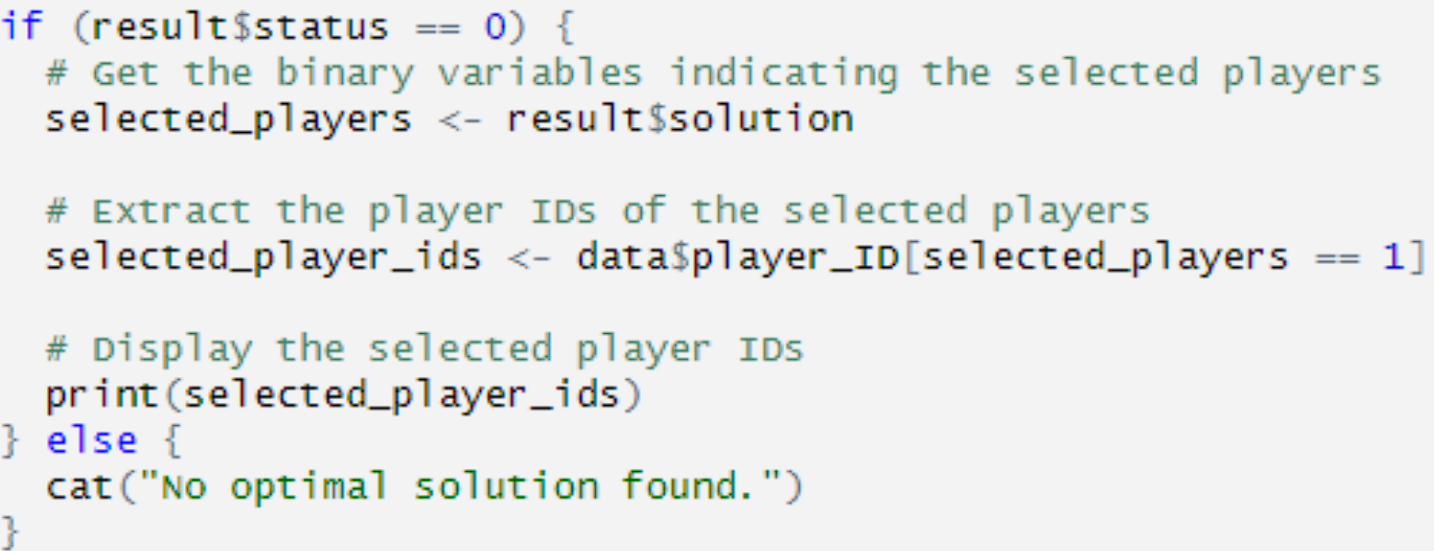 if (result$status == 0) {
  # Get the binary variables indicating the selected players
  selected_players <- result$solution

  # Extract the player IDs of the selected players
  selected_player_ids <- data$player_ID[selected_players == 1]

  # Display the selected player IDs
  print(selected_player_ids)
} else {
  cat("No optimal solution found.")
}